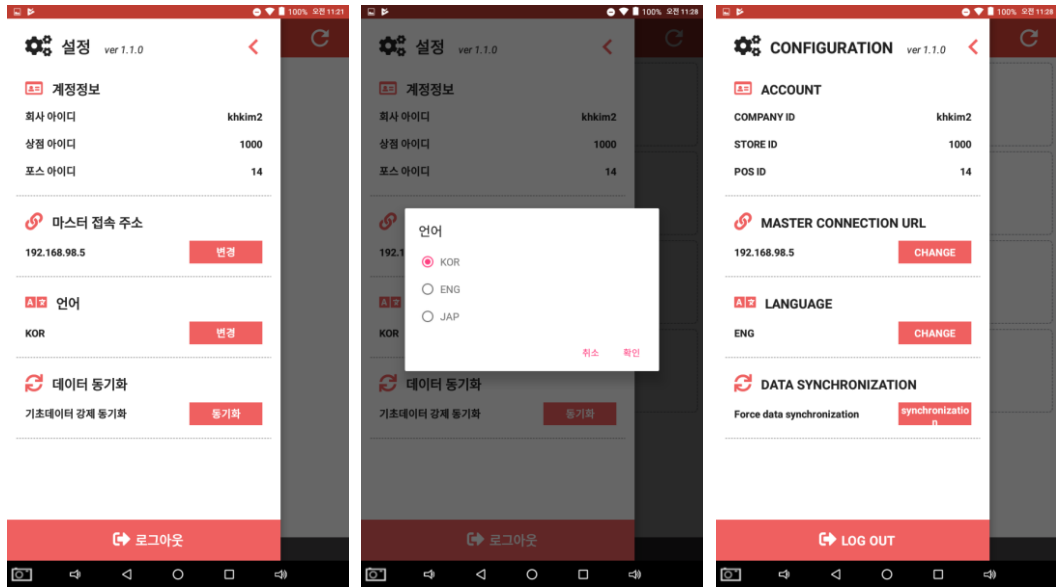 100% 오전 11:21
설정 ver 1.1.0
계정정보
회사 아이디 khkim2
상점 아이디 1000
포스 아이디 14
마스터 접속 주소
192.168.98.5 변경
언어
KOR 변경
데이터 동기화
기초데이터 강제 동기화 동기화
로그아웃
100% 오전 11:28
설정 ver 1.1.0
계정정보
회사 아이디 khkim2
상점 아이디 1000
포스 아이디 14
192.1
KOR
언어
KOR
ENG
JAP
취소 확인
데이터 동기화
기초데이터 강제 동기화 동기화
로그아웃
100% 오전 11:28
CONFIGURATION ver 1.1.0
ACCOUNT
COMPANY ID khkim2
STORE ID 1000
POS ID 14
MASTER CONNECTION URL
192.168.98.5 CHANGE
LANGUAGE
ENG CHANGE
DATA SYNCHRONIZATION
Force data synchronization synchronizatio
n
LOG OUT